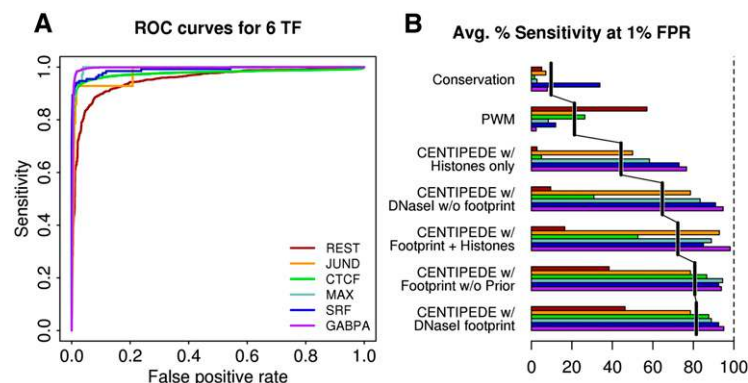 A
ROC curves for 6 TF
Sensitivity
0.0
0.2
0.4
0.6
0.8
1.0
REST
JUND
CTCF
MAX
SRF
GABPA
0.0
0.2
0.4
0.6
0.8
1.0
False positive rate
B
Avg. % Sensitivity at 1% FPR
Conservation
PWM
CENTIPEDE w/
Histones only
CENTIPEDE w/
DNaseI w/o footprint
CENTIPEDE w/
Footprint + Histones
CENTIPEDE w/
Footprint w/o Prior
CENTIPEDE w/
DNaseI footprint
0
20
40
60
80
100